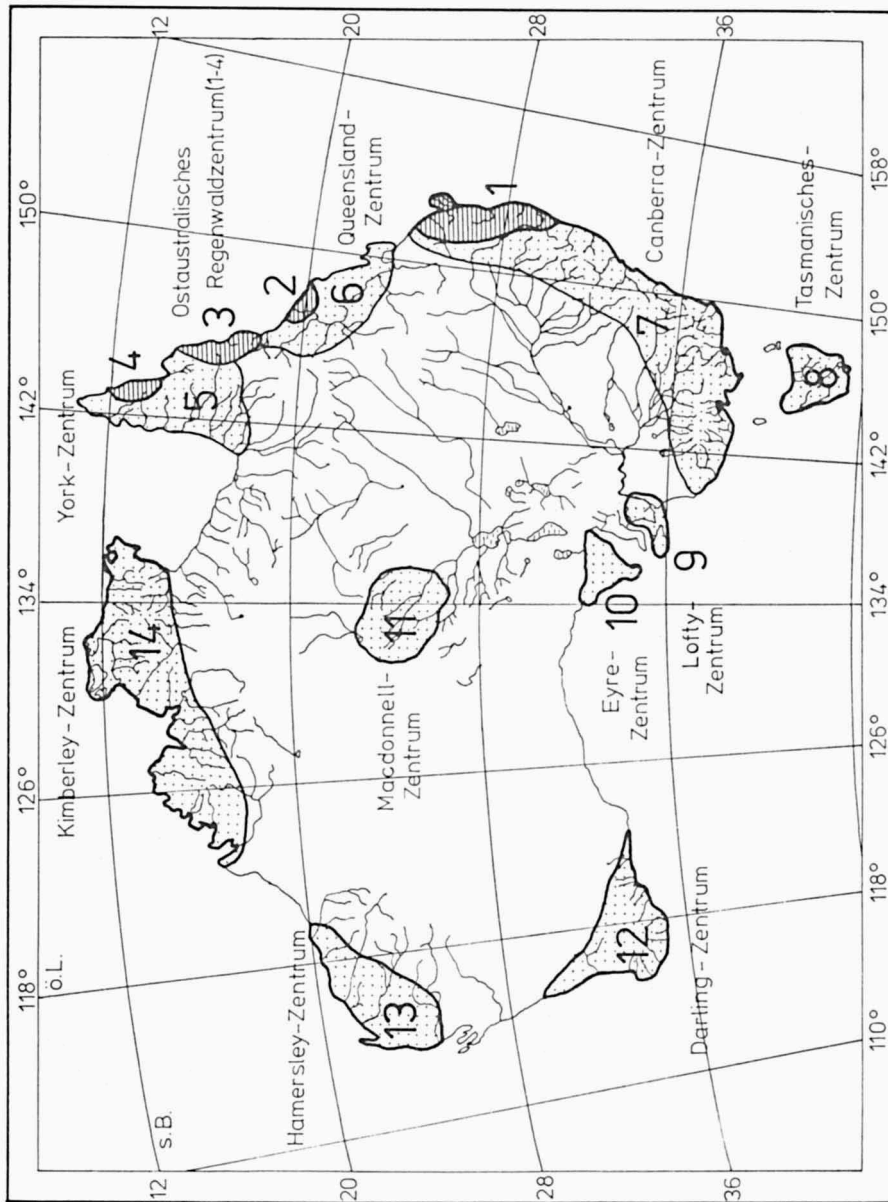 118° ö.L.
126°
134°
142°
150°
s.B.
12
20
28
36
12
20
28
36
110°
118°
126°
134°
142°
150°
158°
Kimberley-Zentrum
York-Zentrum
Ostaustralisches
Regenwaldzentrum(1-4)
Queensland-
Zentrum
Hamersley-Zentrum
Macdonnell-
Zentrum
Canberra-Zentrum
Eyre-
Zentrum
Lofty-
Zentrum
Darling-Zentrum
Tasmanisches-
Zentrum
14
4
3
5
2
6
1
13
11
7
12
10
9
8